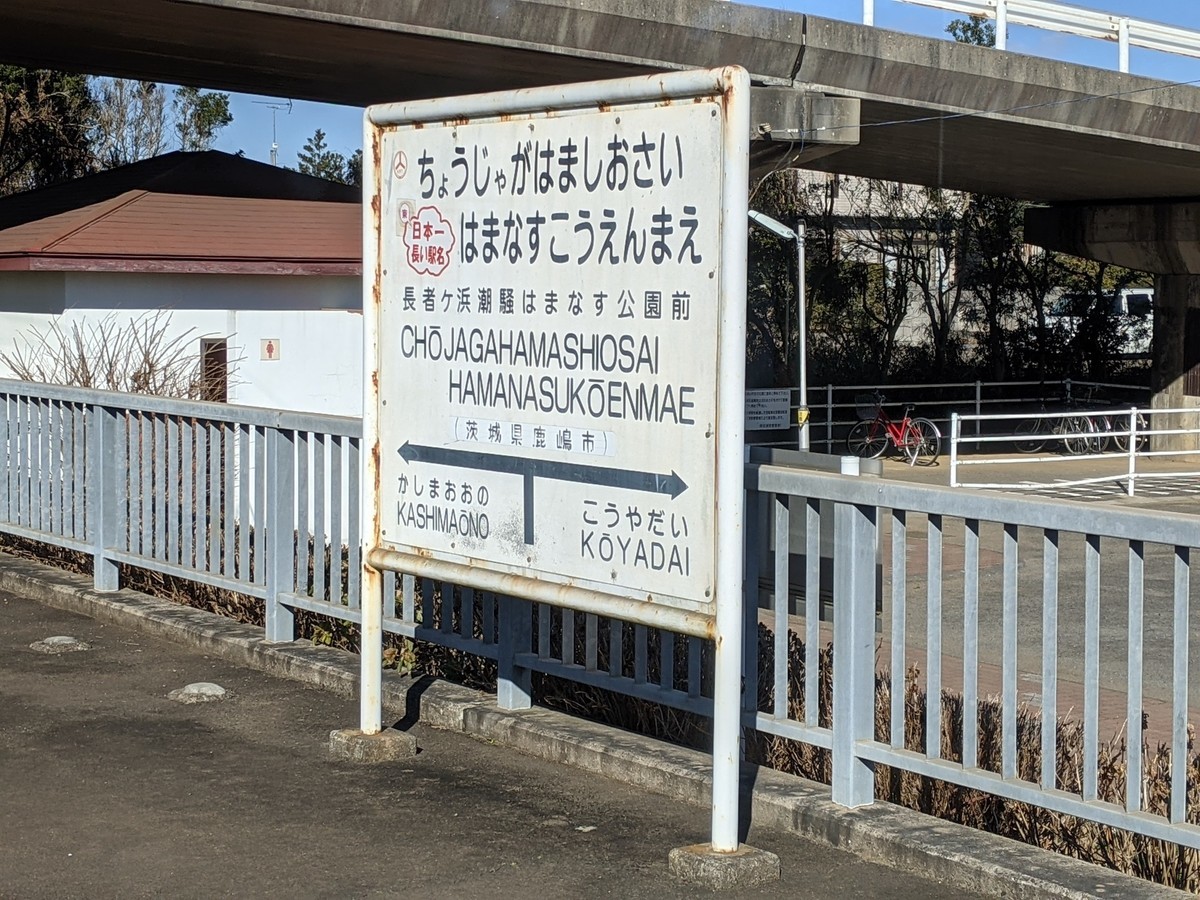 ちょうじゃがはましおさい
はまなすこうえんまえ
日本一
長い駅名
長者ヶ浜潮騒はまなす公園前
CHŌJAGAHAMASHIOSAI
HAMANASUKŌENMAE
(茨城県鹿嶋市)
かしまおおの
KASHIMAŌNO
こうやだい
KŌYADAI